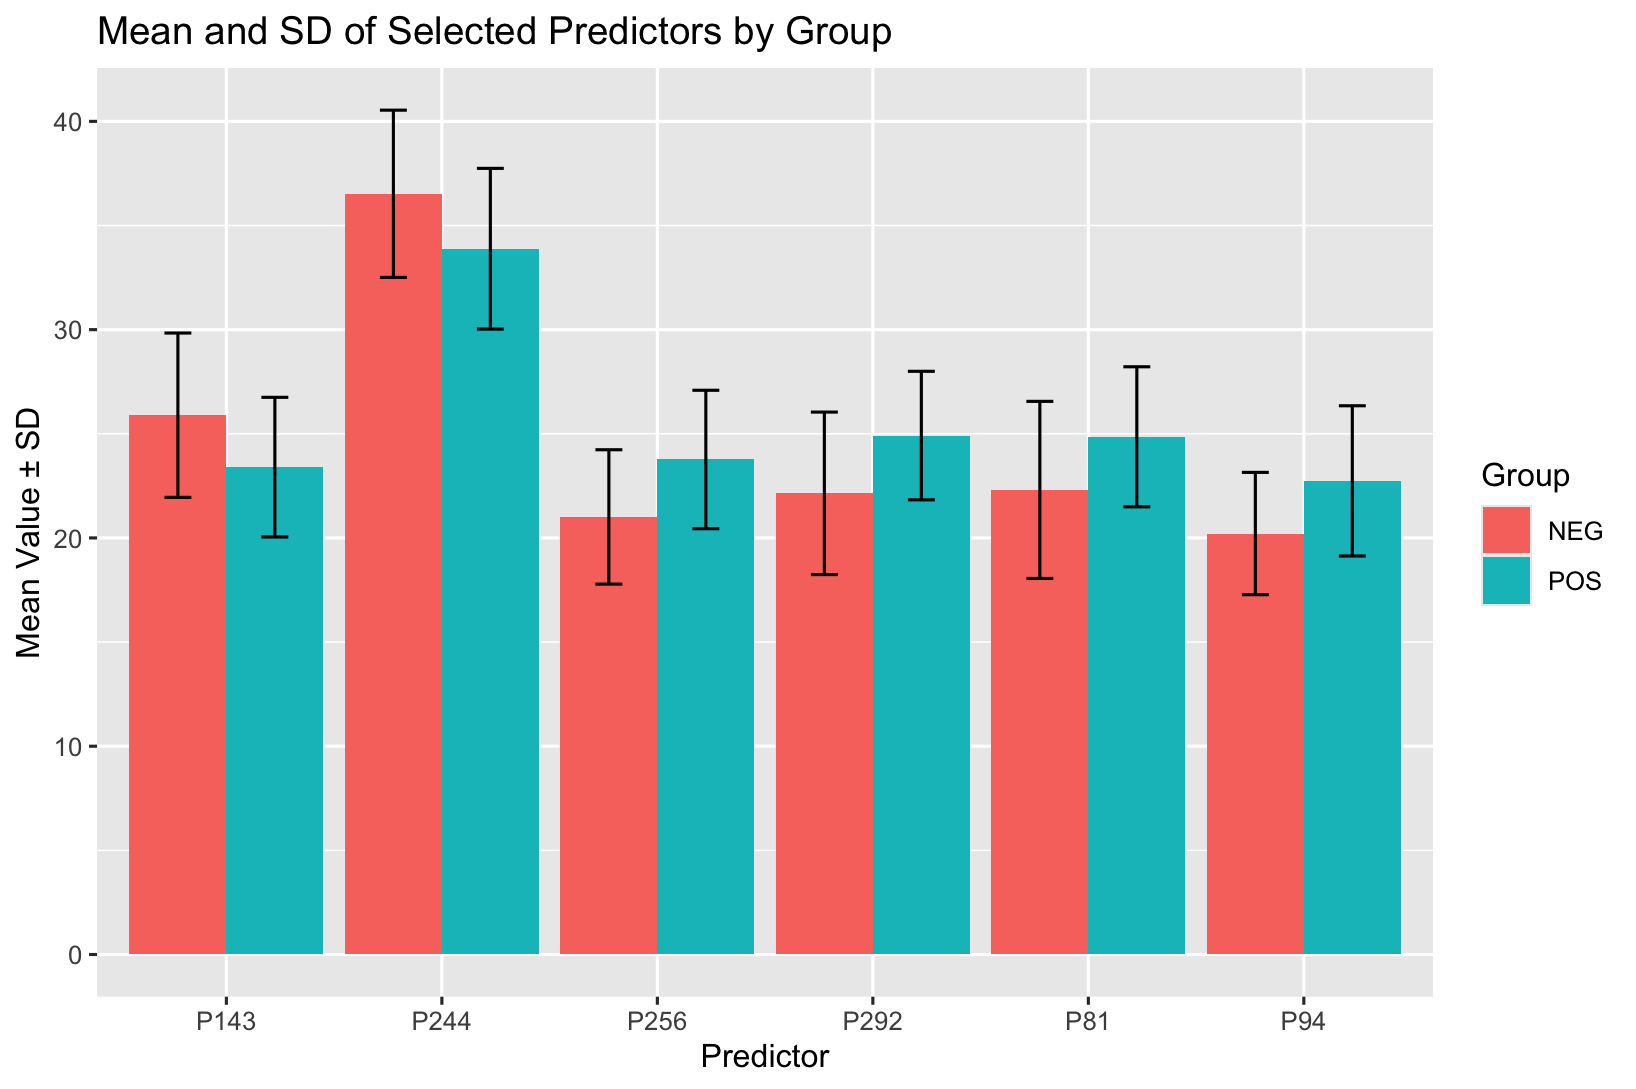 Mean and SD of Selected Predictors by Group
40
30
20
10
0
Mean Value ± SD
P143 P244 P256 P292 P81 P94
Predictor
Group
NEG
POS